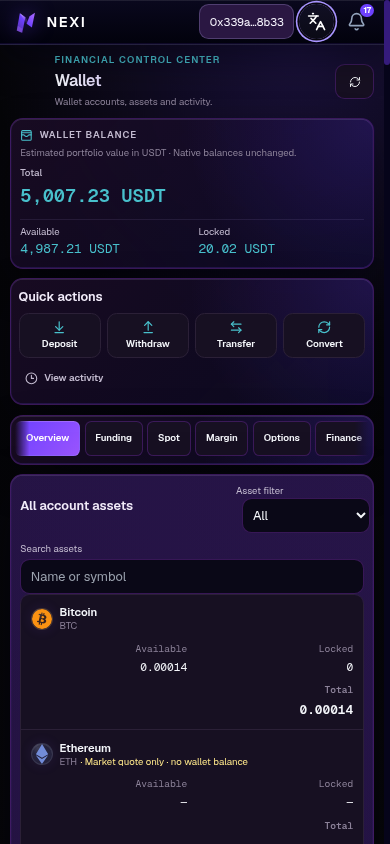 NEXI
0x339a…8b33
17
FINANCIAL CONTROL CENTER
Wallet
Wallet accounts, assets and activity.
WALLET BALANCE
Estimated portfolio value in USDT · Native balances unchanged.
Total
5,007.23 USDT
Available Locked
4,987.21 USDT 20.02 USDT
Quick actions
Deposit Withdraw Transfer Convert
View activity
Overview Funding Spot Margin Options Finance
Asset filter
All account assets
All
Search assets
Name or symbol
Bitcoin
BTC
Available Locked
0.00014 0
Total
0.00014
Ethereum
ETH · Market quote only · no wallet balance
Available Locked
— —
Total